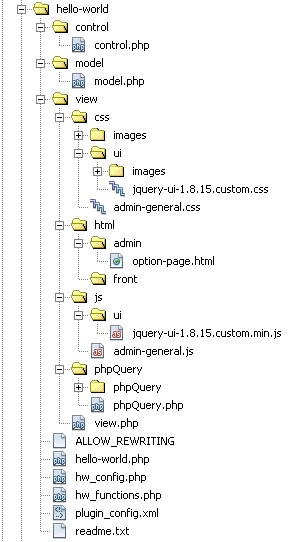 hello-world
control
control.php
model
model.php
view
css
images
ui
images
jquery-ui-1.8.15.custom.css
admin-general.css
html
admin
option-page.html
front
js
ui
jquery-ui-1.8.15.custom.min.js
admin-general.js
phpQuery
phpQuery
phpQuery.php
view.php
ALLOW_REWRITING
hello-world.php
hw_config.php
hw_functions.php
plugin_config.xml
readme.txt